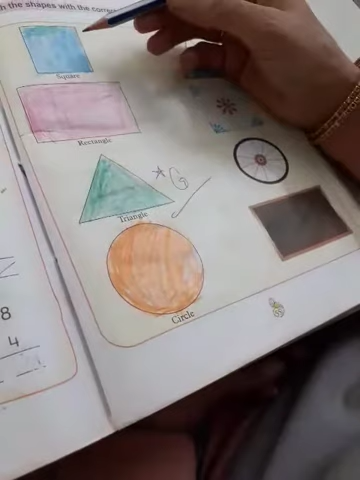 h the shapes with the corre
Square
Rectangle
Triangle
G
Circle
8
4